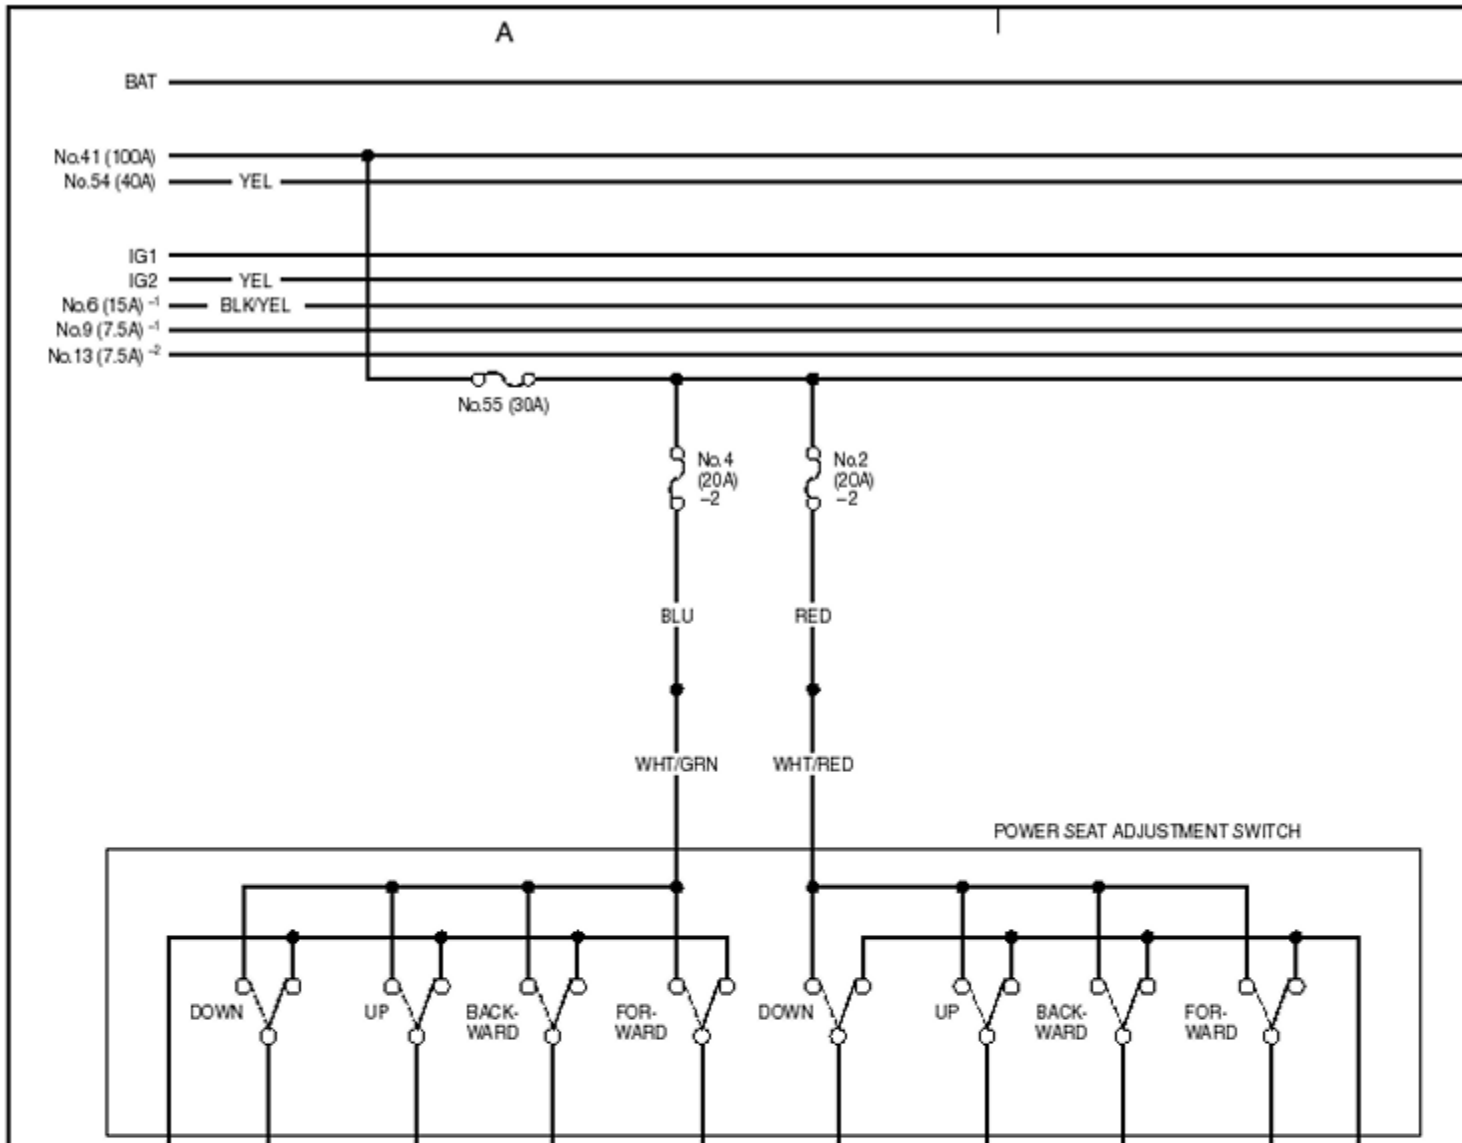 A
BAT
No.41 (100A)
No.54 (40A) YEL
IG1
IG2 YEL
No.6 (15A) –1 BLK/YEL
No.9 (7.5A) –1
No.13 (7.5A) –2
No.55 (30A)
No.4
(20A)
–2
No.2
(20A)
–2
BLU
RED
WHT/GRN
WHT/RED
POWER SEAT ADJUSTMENT SWITCH
DOWN
UP
BACK-
WARD
FOR-
WARD
DOWN
UP
BACK-
WARD
FOR-
WARD